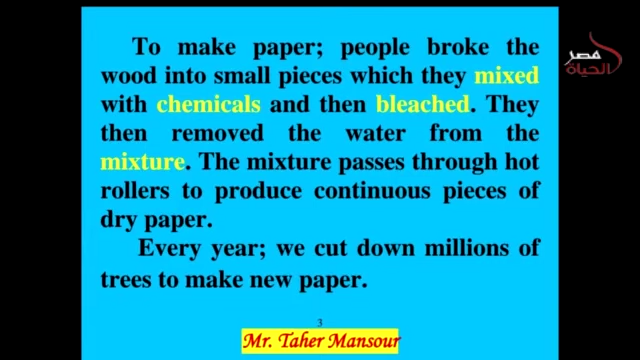 To make paper; people broke the
wood into small pieces which they mixed
with chemicals and then bleached. They
then removed the water from the
mixture. The mixture passes through hot
rollers to produce continuous pieces of
dry paper.
Every year; we cut down millions of
trees to make new paper.
3
Mr. Taher Mansour
مصر
الحياة